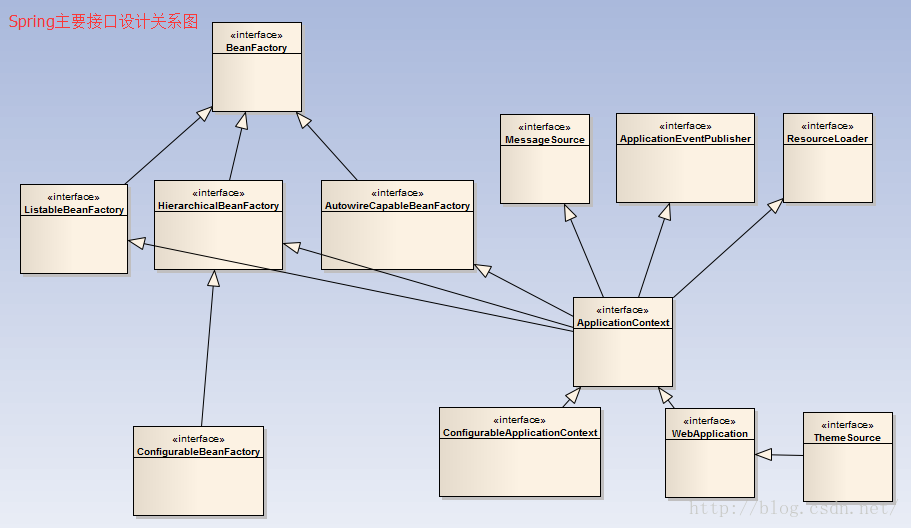 Spring主要接口设计关系图
«interface»
BeanFactory
«interface»
MessageSource
«interface»
ApplicationEventPublisher
«interface»
ResourceLoader
«interface»
ListableBeanFactory
«interface»
HierarchicalBeanFactory
«interface»
AutowireCapableBeanFactory
«interface»
ApplicationContext
«interface»
ConfigurableBeanFactory
«interface»
ConfigurableApplicationContext
«interface»
WebApplication
«interface»
ThemeSource
http://blog.csdn.net/